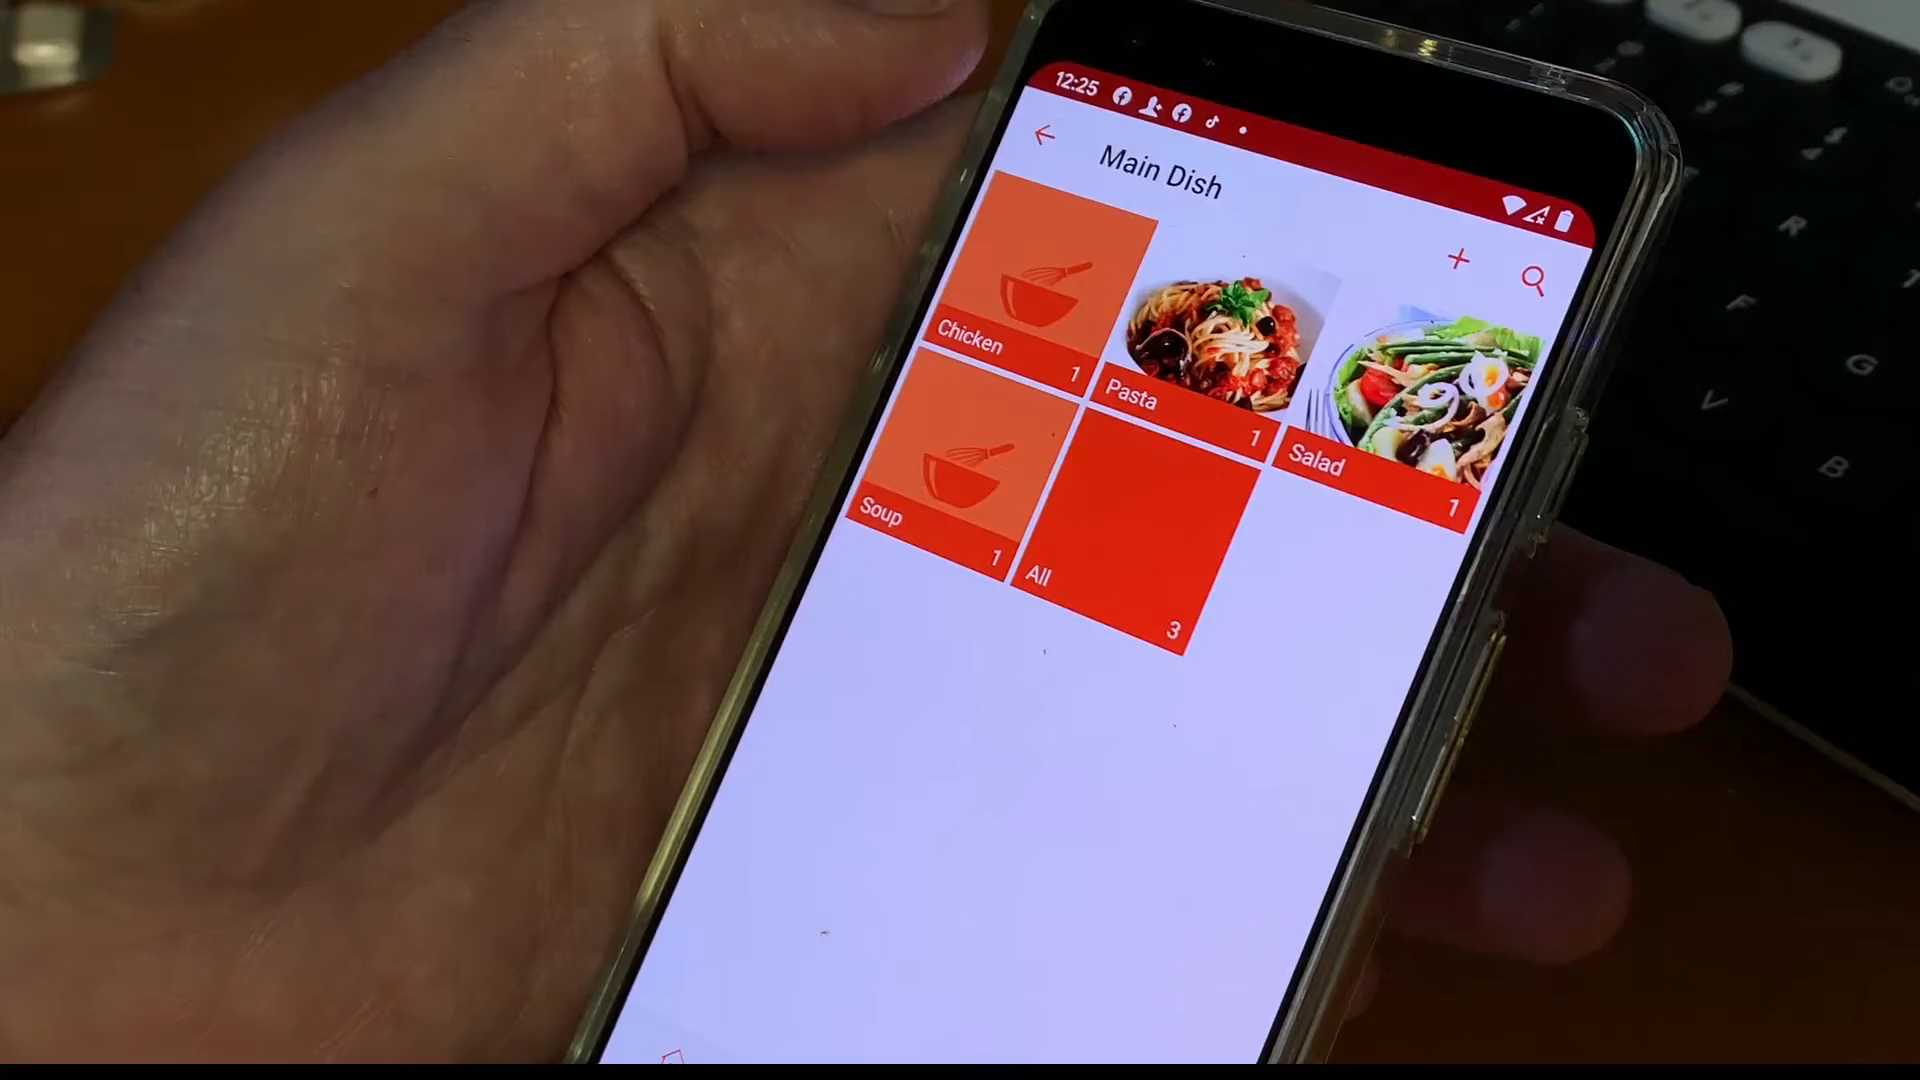 12:25
Main Dish
Chicken
1
Pasta
1
Salad
1
Soup
1
All
3
R
F
G
V
B